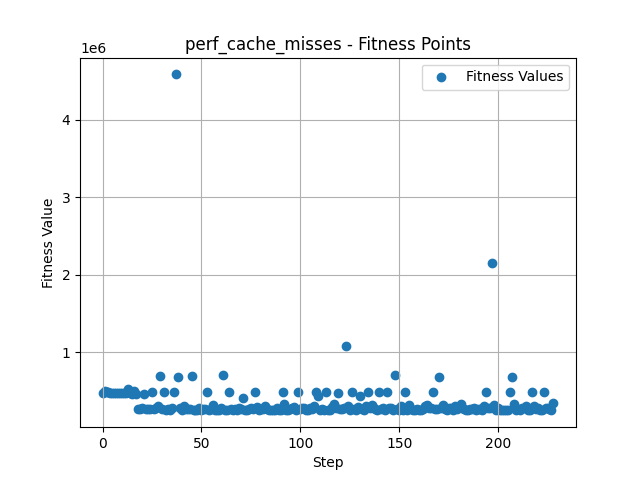 perf_cache_misses - Fitness Points
1e6
Fitness Values
4
3
2
1
Fitness Value
0
50
100
150
200
Step